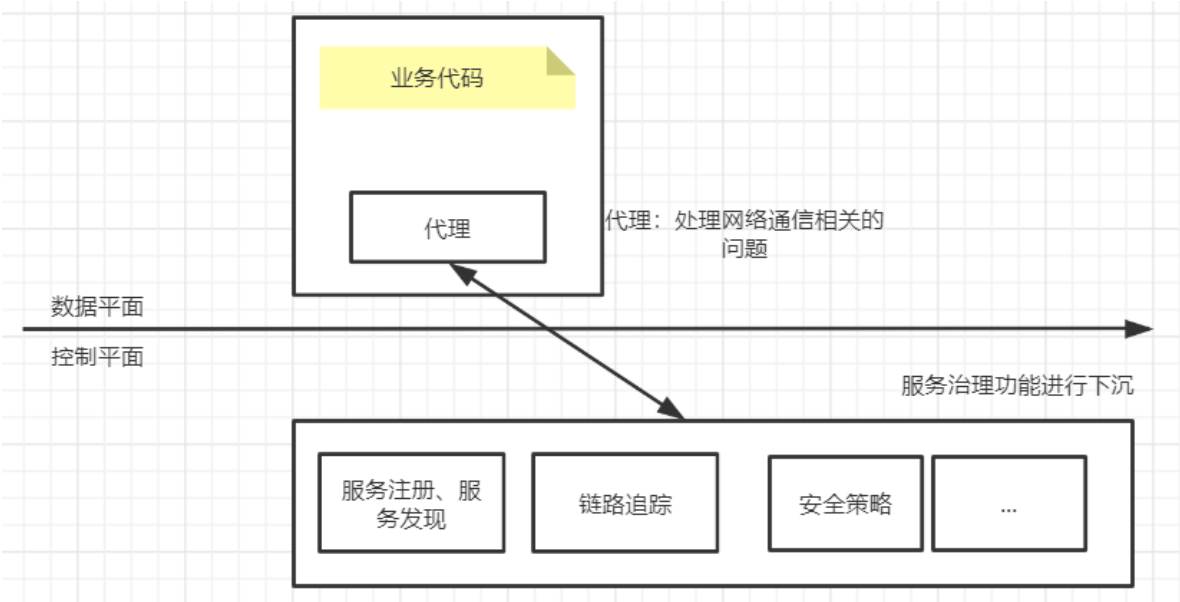 业务代码
代理
代理：处理网络通信相关的
问题
数据平面
控制平面
服务治理功能进行下沉
服务注册、服
务发现
链路追踪
安全策略
...